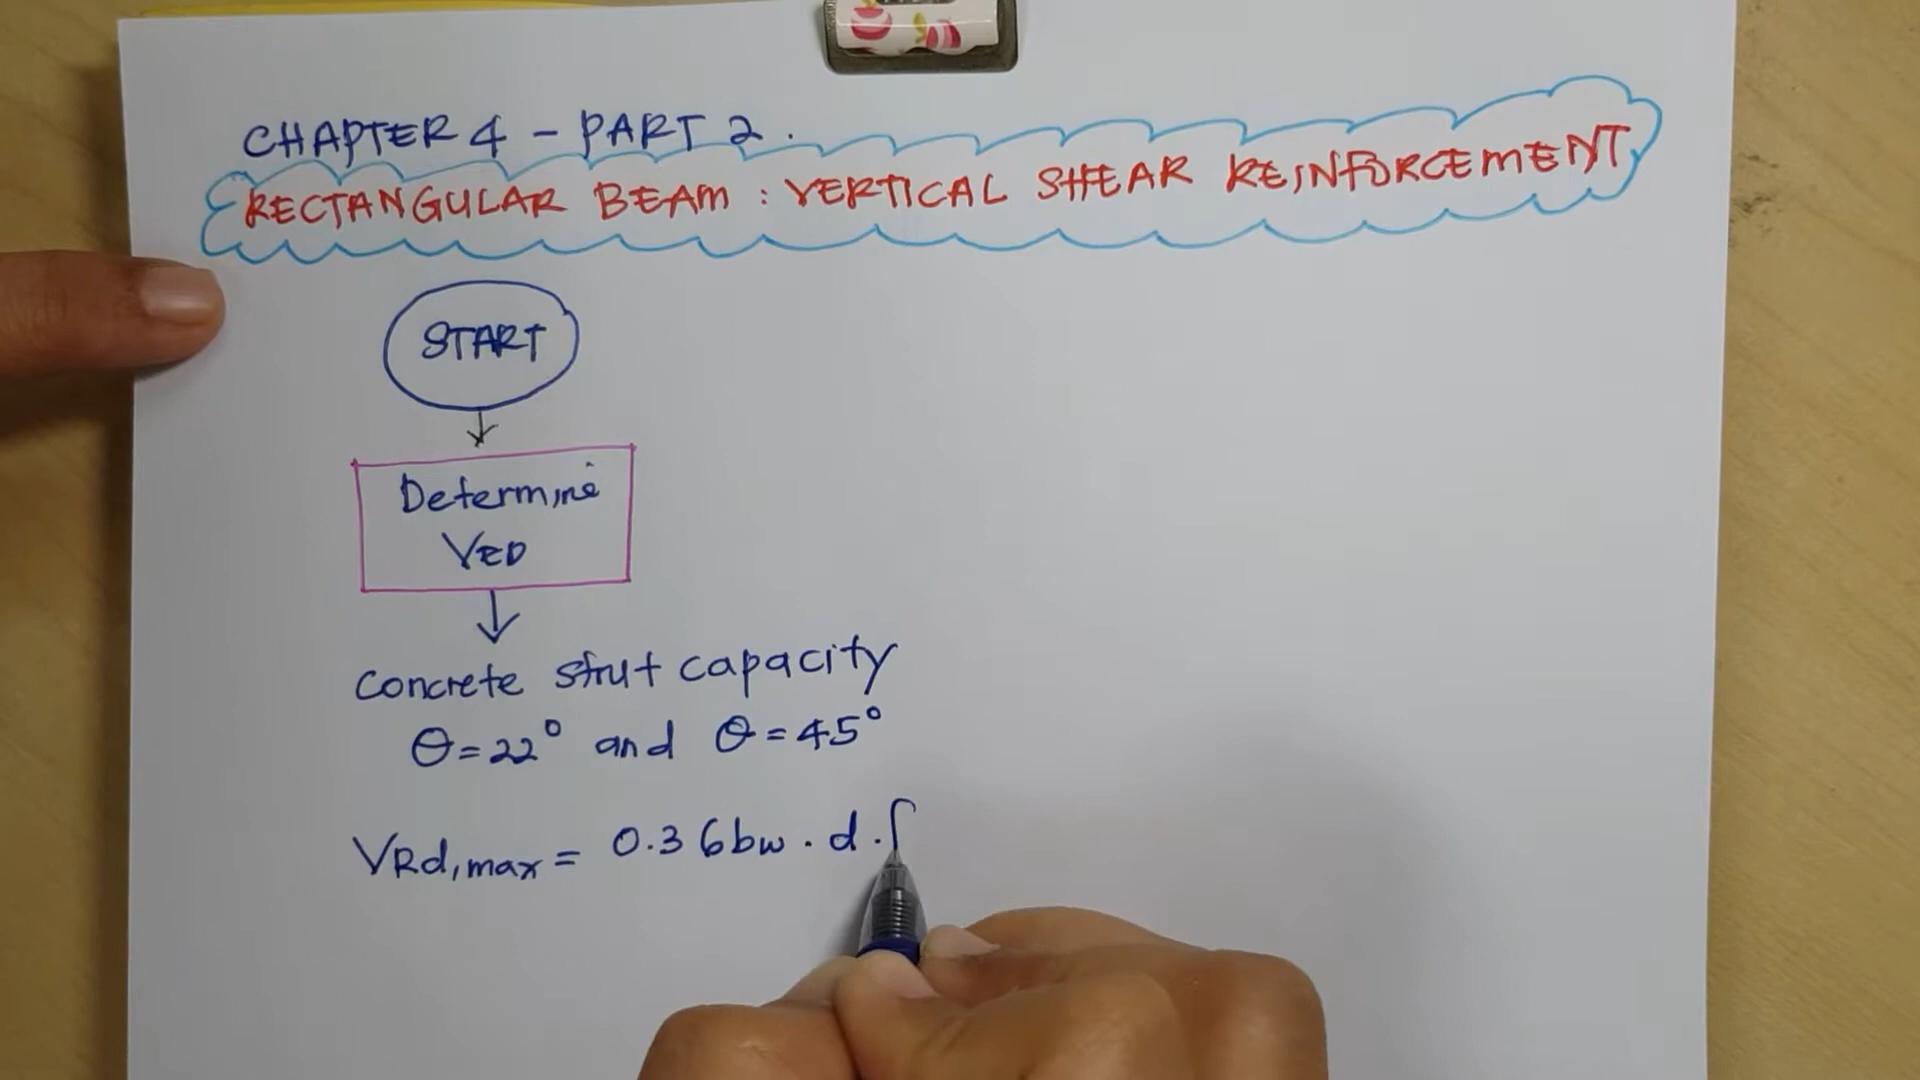 CHAPTER 4 - PART 2.
RECTANGULAR BEAM : VERTICAL SHEAR REINFORCEMENT
START
Determine
VED
concrete strut capacity
θ=22° and θ=45°
VRd,max = 0.36bw . d . f